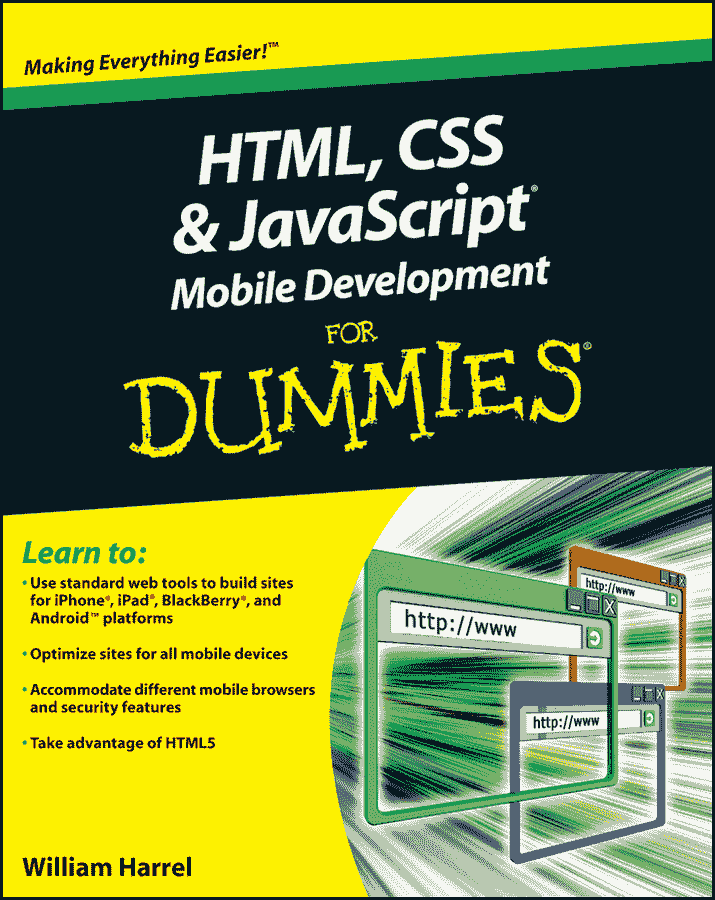 Making Everything Easier!™
HTML, CSS
& JavaScript®
Mobile Development
FOR
DUMMIES®
Learn to:
• Use standard web tools to build sites
for iPhone®, iPad®, BlackBerry®, and
Android™ platforms
• Optimize sites for all mobile devices
• Accommodate different mobile browsers
and security features
• Take advantage of HTML5
http://www
http://www
http://www
William Harrel